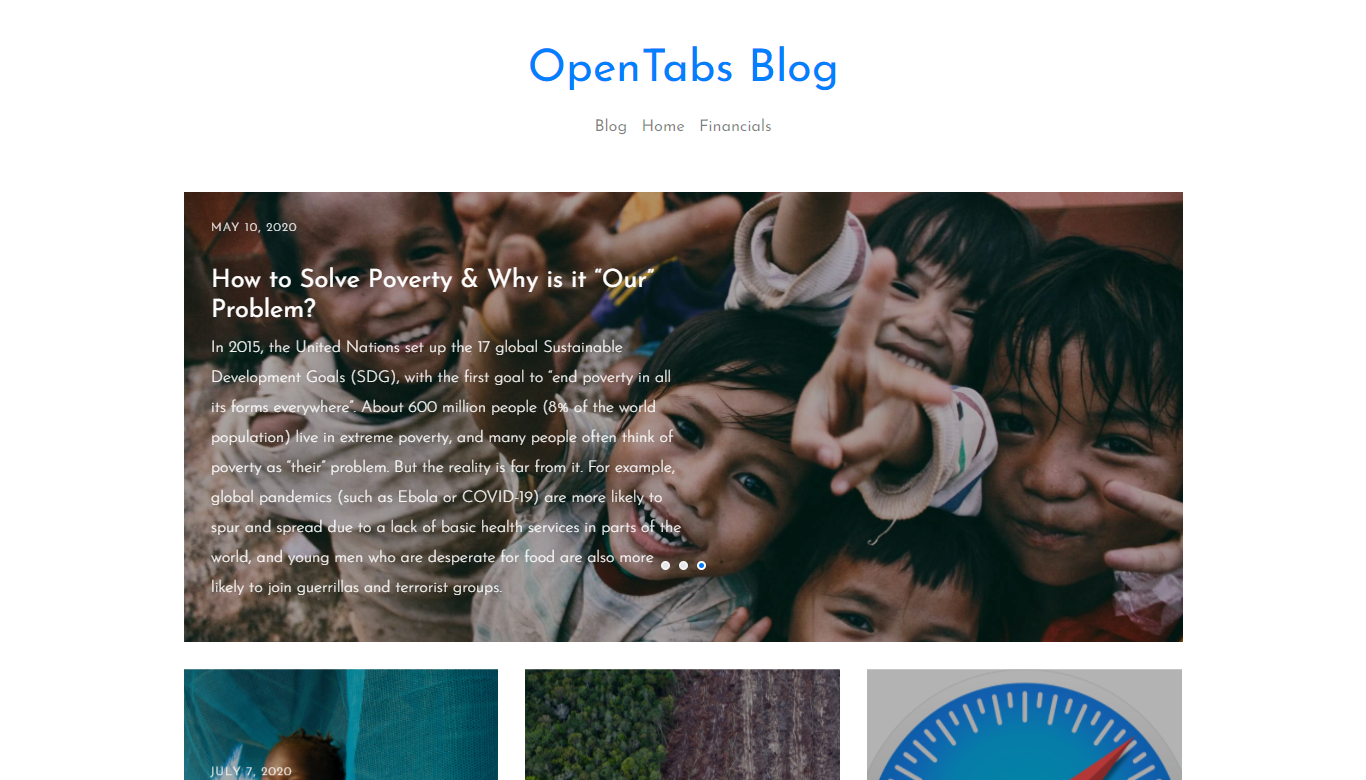 OpenTabs Blog
Blog Home Financials
MAY 10, 2020
How to Solve Poverty & Why is it “Our”
Problem?
In 2015, the United Nations set up the 17 global Sustainable
Development Goals (SDG), with the first goal to “end poverty in all
its forms everywhere”. About 600 million people (8% of the world
population) live in extreme poverty, and many people often think of
poverty as “their” problem. But the reality is far from it. For example,
global pandemics (such as Ebola or COVID-19) are more likely to
spur and spread due to a lack of basic health services in parts of the
world, and young men who are desperate for food are also more
likely to join guerrillas and terrorist groups.
JULY 7, 2020